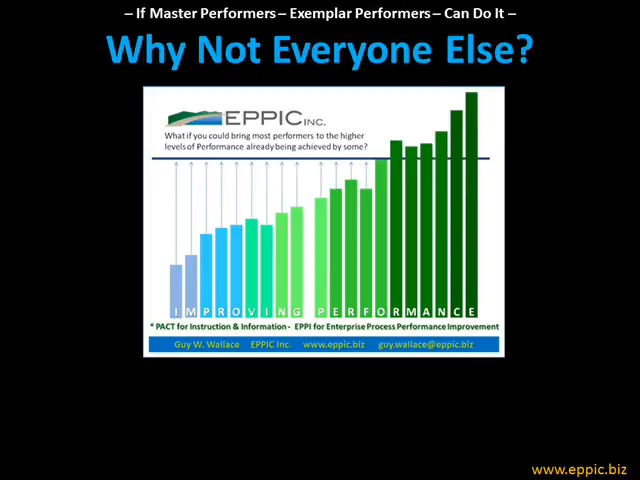 – If Master Performers – Exemplar Performers – Can Do It –
Why Not Everyone Else?
EPPIC INC.
What if you could bring most performers to the higher
levels of Performance already being achieved by some?
IMPROVING PERFORMANCE
* PACT for Instruction & Information - EPPI for Enterprise Process Performance Improvement
Guy W. Wallace EPPIC Inc. www.eppic.biz guy.wallace@eppic.biz
www.eppic.biz